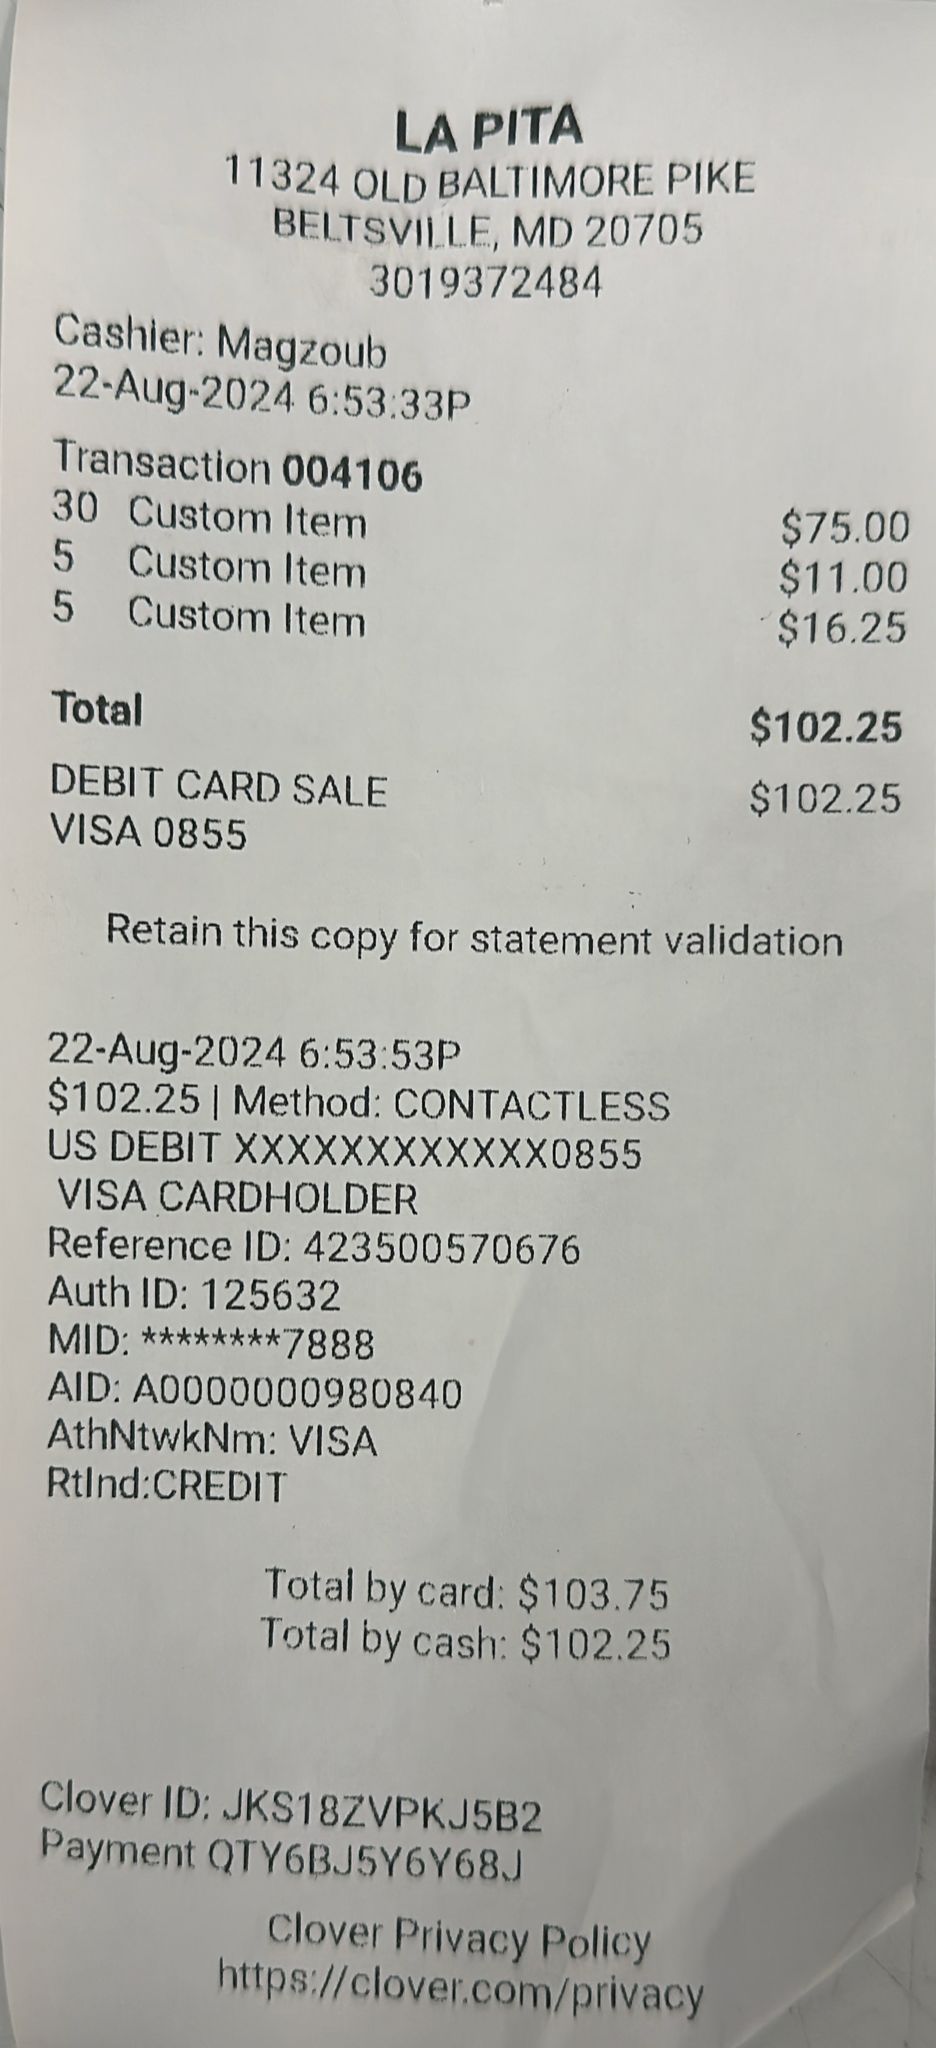 LA PITA
11324 OLD BALTIMORE PIKE
BELTSVILLE, MD 20705
3019372484
Cashier: Magzoub
22-Aug-2024 6:53:33P
Transaction 004106
30 Custom Item $75.00
5 Custom Item $11.00
5 Custom Item $16.25
Total $102.25
DEBIT CARD SALE $102.25
VISA 0855
Retain this copy for statement validation
22-Aug-2024 6:53:53P
$102.25 | Method: CONTACTLESS
US DEBIT XXXXXXXXXXXX0855
VISA CARDHOLDER
Reference ID: 423500570676
Auth ID: 125632
MID: ********7888
AID: A0000000980840
AthNtwkNm: VISA
RtInd:CREDIT
Total by card: $103.75
Total by cash: $102.25
Clover ID: JKS18ZVPKJ5B2
Payment QTY6BJ5Y6Y68J
Clover Privacy Policy
https://clover.com/privacy